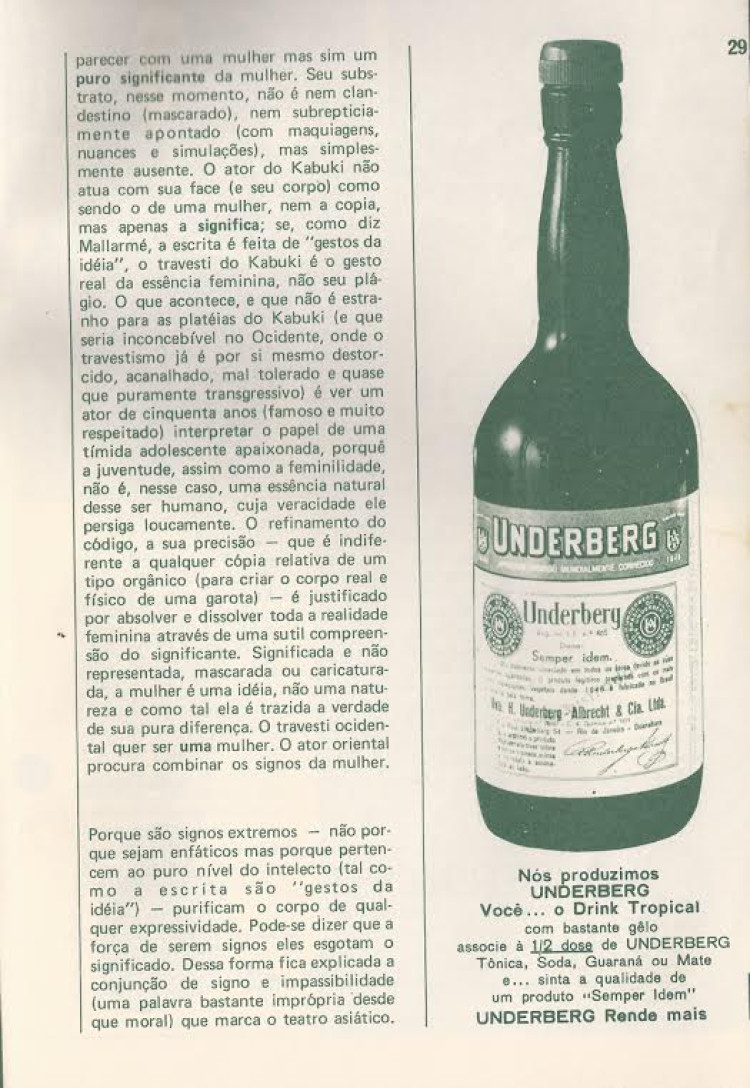 29
parecer com uma mulher mas sim um
puro significante da mulher. Seu subs-
trato, nesse momento, não é nem clan-
destino (mascarado), nem subrepticia-
mente apontado (com maquiagens,
nuances e simulações), mas simples-
mente ausente. O ator do Kabuki não
atua com sua face (e seu corpo) como
sendo o de uma mulher, nem a copia,
mas apenas a significa; se, como diz
Mallarmé, a escrita é feita de "gestos da
idéia", o travesti do Kabuki é o gesto
real da essência feminina, não seu plá-
gio. O que acontece, e que não é estra-
nho para as platéias do Kabuki (e que
seria inconcebível no Ocidente, onde o
travestismo já é por si mesmo destor-
cido, acanalhado, mal tolerado e quase
que puramente transgressivo) é ver um
ator de cinquenta anos (famoso e muito
respeitado) interpretar o papel de uma
tímida adolescente apaixonada, porquê
a juventude, assim como a feminilidade,
não é, nesse caso, uma essência natural
desse ser humano, cuja veracidade ele
persiga loucamente. O refinamento do
código, a sua precisão — que é indife-
rente a qualquer cópia relativa de um
tipo orgânico (para criar o corpo real e
físico de uma garota) — é justificado
por absolver e dissolver toda a realidade
feminina através de uma sutil compreen-
são do significante. Significada e não
representada, mascarada ou caricatura-
da, a mulher é uma idéia, não uma natu-
reza e como tal ela é trazida a verdade
de sua pura diferença. O travesti ociden-
tal quer ser uma mulher. O ator oriental
procura combinar os signos da mulher.
Porque são signos extremos — não por-
que sejam enfáticos mas porque perten-
cem ao puro nível do intelecto (tal co-
mo a escrita são "gestos da
idéia") — purificam o corpo de qual-
quer expressividade. Pode-se dizer que a
força de serem signos eles esgotam o
significado. Dessa forma fica explicada a
conjunção de signo e impassibilidade
(uma palavra bastante imprópria desde
que moral) que marca o teatro asiático.
UNDERBERG
MUNDIALMENTE CONHECIDO
Underberg
Semper idem.
H. Underberg - Albrecht & Cia. Ltda.
Rio de Janeiro - Guanabara
Nós produzimos
UNDERBERG
Você... o Drink Tropical
com bastante gêlo
associe à 1/2 dose de UNDERBERG
Tônica, Soda, Guaraná ou Mate
e... sinta a qualidade de
um produto "Semper Idem"
UNDERBERG Rende mais